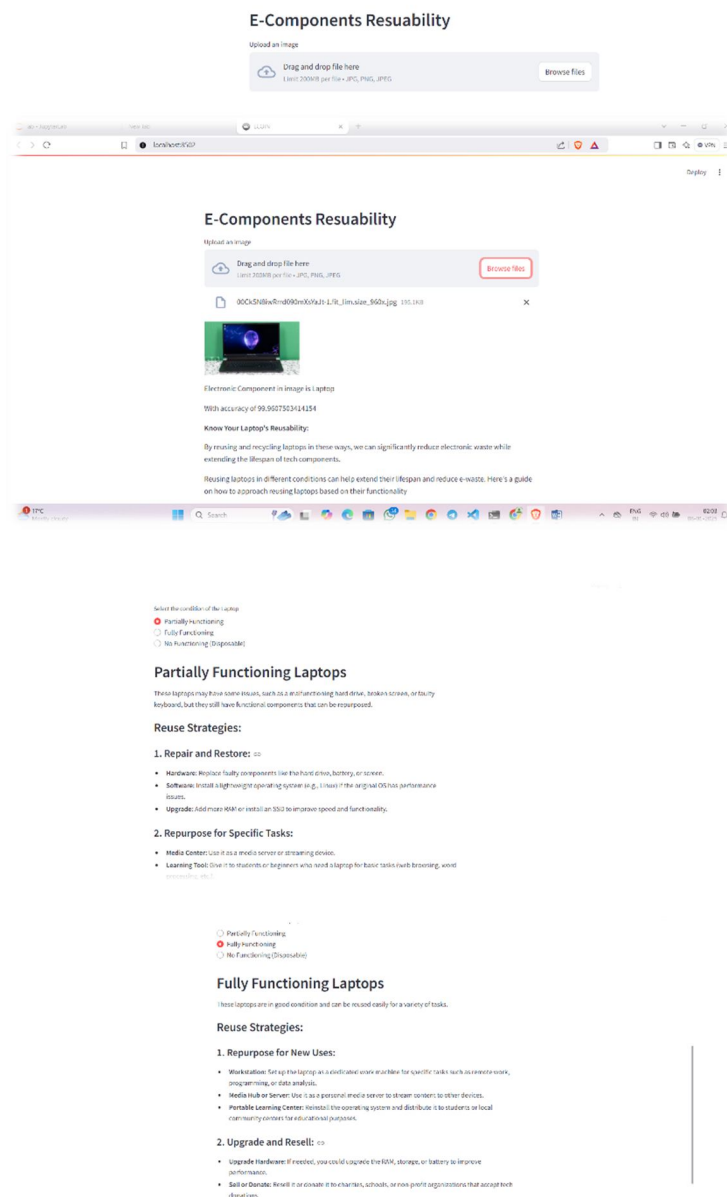 E-Components Resuability
Upload an image
Drag and drop file here
Limit 200MB per file • JPG, PNG, JPEG
Browse files
localhost:8502
VPN
Deploy
E-Components Resuability
Upload an image
Drag and drop file here
Limit 200MB per file • JPG, PNG, JPEG
Browse files
195.1KB
Electronic Component in image is Laptop
With accuracy of 99.9607503414154
Know Your Laptop's Reusability:
By reusing and recycling laptops in these ways, we can significantly reduce electronic waste while
extending the lifespan of tech components.
Reusing laptops in different conditions can help extend their lifespan and reduce e-waste. Here's a guide
on how to approach reusing laptops based on their functionality
17°C
Search
ENG
02:03
Select the condition of the Laptop
Partially Functioning
Fully Functioning
No Functioning (Disposable)
Partially Functioning Laptops
These laptops may have some issues, such as a malfunctioning hard drive, broken screen, or faulty
keyboard, but they still have functional components that can be repurposed.
Reuse Strategies:
1. Repair and Restore:
• Hardware: Replace faulty components like the hard drive, battery, or screen.
• Software: Install a lightweight operating system (e.g., Linux) if the original OS has performance
issues.
• Upgrade: Add more RAM or install an SSD to improve speed and functionality.
2. Repurpose for Specific Tasks:
• Media Center: Use it as a media server or streaming device.
• Learning Tool: Give it to students or beginners who need a laptop for basic tasks (web browsing, word
processing, etc.)
Partially Functioning
Fully Functioning
No Functioning (Disposable)
Fully Functioning Laptops
These laptops are in good condition and can be reused easily for a variety of tasks.
Reuse Strategies:
1. Repurpose for New Uses:
• Workstation: Set up the laptop as a dedicated work machine for specific tasks such as remote work,
programming, or data analysis.
• Media Hub or Server: Use it as a personal media server to stream content to other devices.
• Portable Learning Center: Reinstall the operating system and distribute it to students or local
community centers for educational purposes.
2. Upgrade and Resell:
• Upgrade Hardware: If needed, you could upgrade the RAM, storage, or battery to improve
performance.
• Sell or Donate: Resell it or donate it to charities, schools, or non-profit organizations that accept tech
donations.